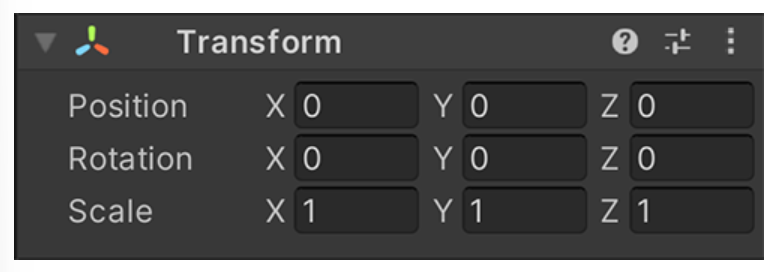 Transform
Position X 0 Y 0 Z 0
Rotation X 0 Y 0 Z 0
Scale X 1 Y 1 Z 1